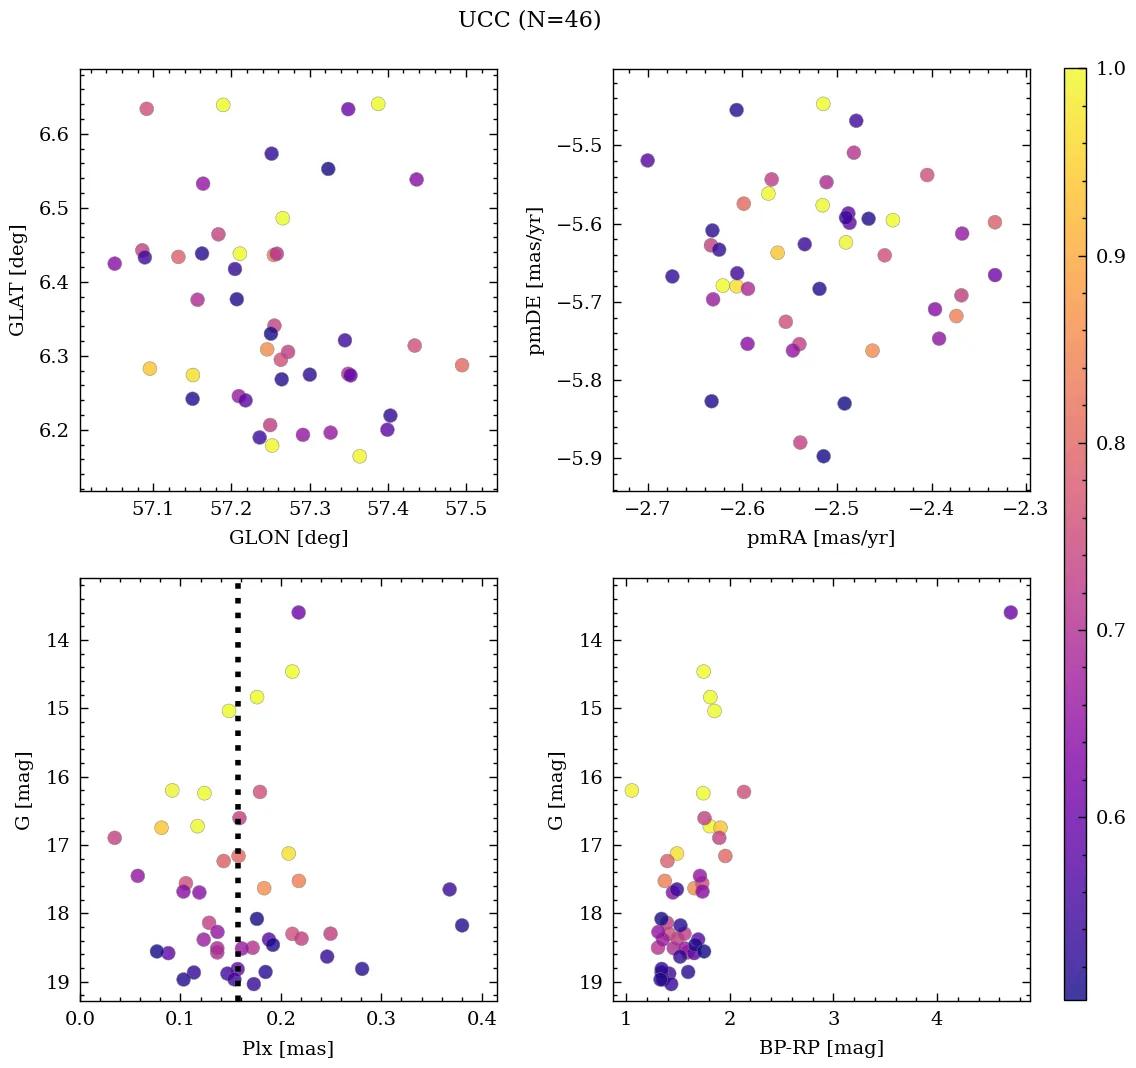 UCC (N=46)
6.6
6.5
6.4
6.3
6.2
GLAT [deg]
57.1 57.2 57.3 57.4 57.5
GLON [deg]
−5.5
−5.6
−5.7
−5.8
−5.9
pmDE [mas/yr]
−2.7 −2.6 −2.5 −2.4 −2.3
pmRA [mas/yr]
14
15
16
17
18
19
G [mag]
0.0 0.1 0.2 0.3 0.4
Plx [mas]
14
15
16
17
18
19
G [mag]
1 2 3 4
BP-RP [mag]
1.0
0.9
0.8
0.7
0.6